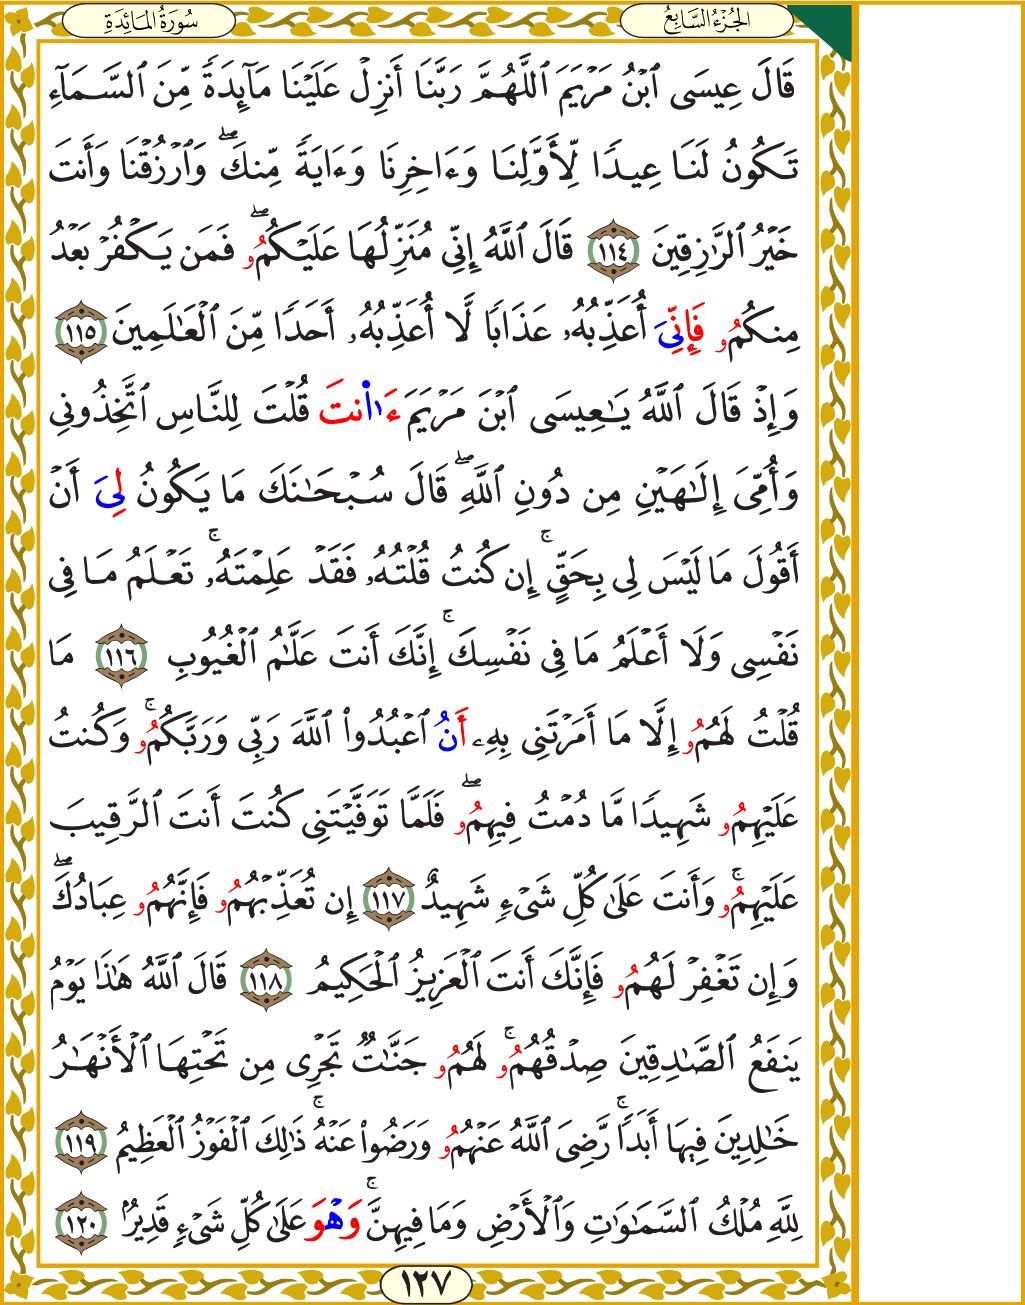 الجُزْءُ السَّابِعُ
سُورَةُ المَائِدَةِ
قَالَ عِيسَى ٱبْنُ مَرْيَمَ ٱللَّهُمَّ رَبَّنَا أَنزِلْ عَلَيْنَا مَآئِدَةً مِّنَ ٱلسَّمَآءِ
تَكُونُ لَنَا عِيدًا لِّأَوَّلِنَا وَءَاخِرِنَا وَءَايَةً مِّنكَ ۖ وَٱرْزُقْنَا وَأَنتَ
خَيْرُ ٱلرَّٰزِقِينَ ١١٤ قَالَ ٱللَّهُ إِنِّى مُنَزِّلُهَا عَلَيْكُمُۥ ۖ فَمَن يَكْفُرْ بَعْدُ
مِنكُمُۥ فَإِنِّىَ أُعَذِّبُهُۥ عَذَابًا لَّا أُعَذِّبُهُۥ أَحَدًا مِّنَ ٱلْعَٰلَمِينَ ١١٥
وَإِذْ قَالَ ٱللَّهُ يَٰعِيسَى ٱبْنَ مَرْيَمَ ءَا۬نتَ قُلْتَ لِلنَّاسِ ٱتَّخِذُونِى
وَأُمِّىَ إِلَٰهَيْنِ مِن دُونِ ٱللَّهِ ۖ قَالَ سُبْحَٰنَكَ مَا يَكُونُ لِىَ أَنْ
أَقُولَ مَا لَيْسَ لِى بِحَقٍّ ۚ إِن كُنتُ قُلْتُهُۥ فَقَدْ عَلِمْتَهُۥ ۚ تَعْلَمُ مَا فِى
نَفْسِى وَلَا أَعْلَمُ مَا فِى نَفْسِكَ ۚ إِنَّكَ أَنتَ عَلَّٰمُ ٱلْغُيُوبِ ١١٦ مَا
قُلْتُ لَهُمُۥ إِلَّا مَا أَمَرْتَنِى بِهِۦ أَنُ ٱعْبُدُوا۟ ٱللَّهَ رَبِّى وَرَبَّكُمُۥ ۚ وَكُنتُ
عَلَيْهِمُۥ شَهِيدًا مَّا دُمْتُ فِيهِمُۥ ۖ فَلَمَّا تَوَفَّيْتَنِى كُنتَ أَنتَ ٱلرَّقِيبَ
عَلَيْهِمُۥ ۚ وَأَنتَ عَلَىٰ كُلِّ شَىْءٍ شَهِيدٌ ١١٧ إِن تُعَذِّبْهُمُۥ فَإِنَّهُمُۥ عِبَادُكَ ۖ
وَإِن تَغْفِرْ لَهُمُۥ فَإِنَّكَ أَنتَ ٱلْعَزِيزُ ٱلْحَكِيمُ ١١٨ قَالَ ٱللَّهُ هَٰذَا يَوْمُ
يَنفَعُ ٱلصَّٰدِقِينَ صِدْقُهُمُۥ ۚ لَهُمُۥ جَنَّٰتٌ تَجْرِى مِن تَحْتِهَا ٱلْأَنْهَٰرُ
خَٰلِدِينَ فِيهَا أَبَدًا ۚ رَّضِىَ ٱللَّهُ عَنْهُمُۥ وَرَضُوا۟ عَنْهُ ۚ ذَٰلِكَ ٱلْفَوْزُ ٱلْعَظِيمُ ١١٩
لِلَّهِ مُلْكُ ٱلسَّمَٰوَٰتِ وَٱلْأَرْضِ وَمَا فِيهِنَّ ۚ وَهْوَ عَلَىٰ كُلِّ شَىْءٍ قَدِيرٌۢ ١٢٠
١٢٧